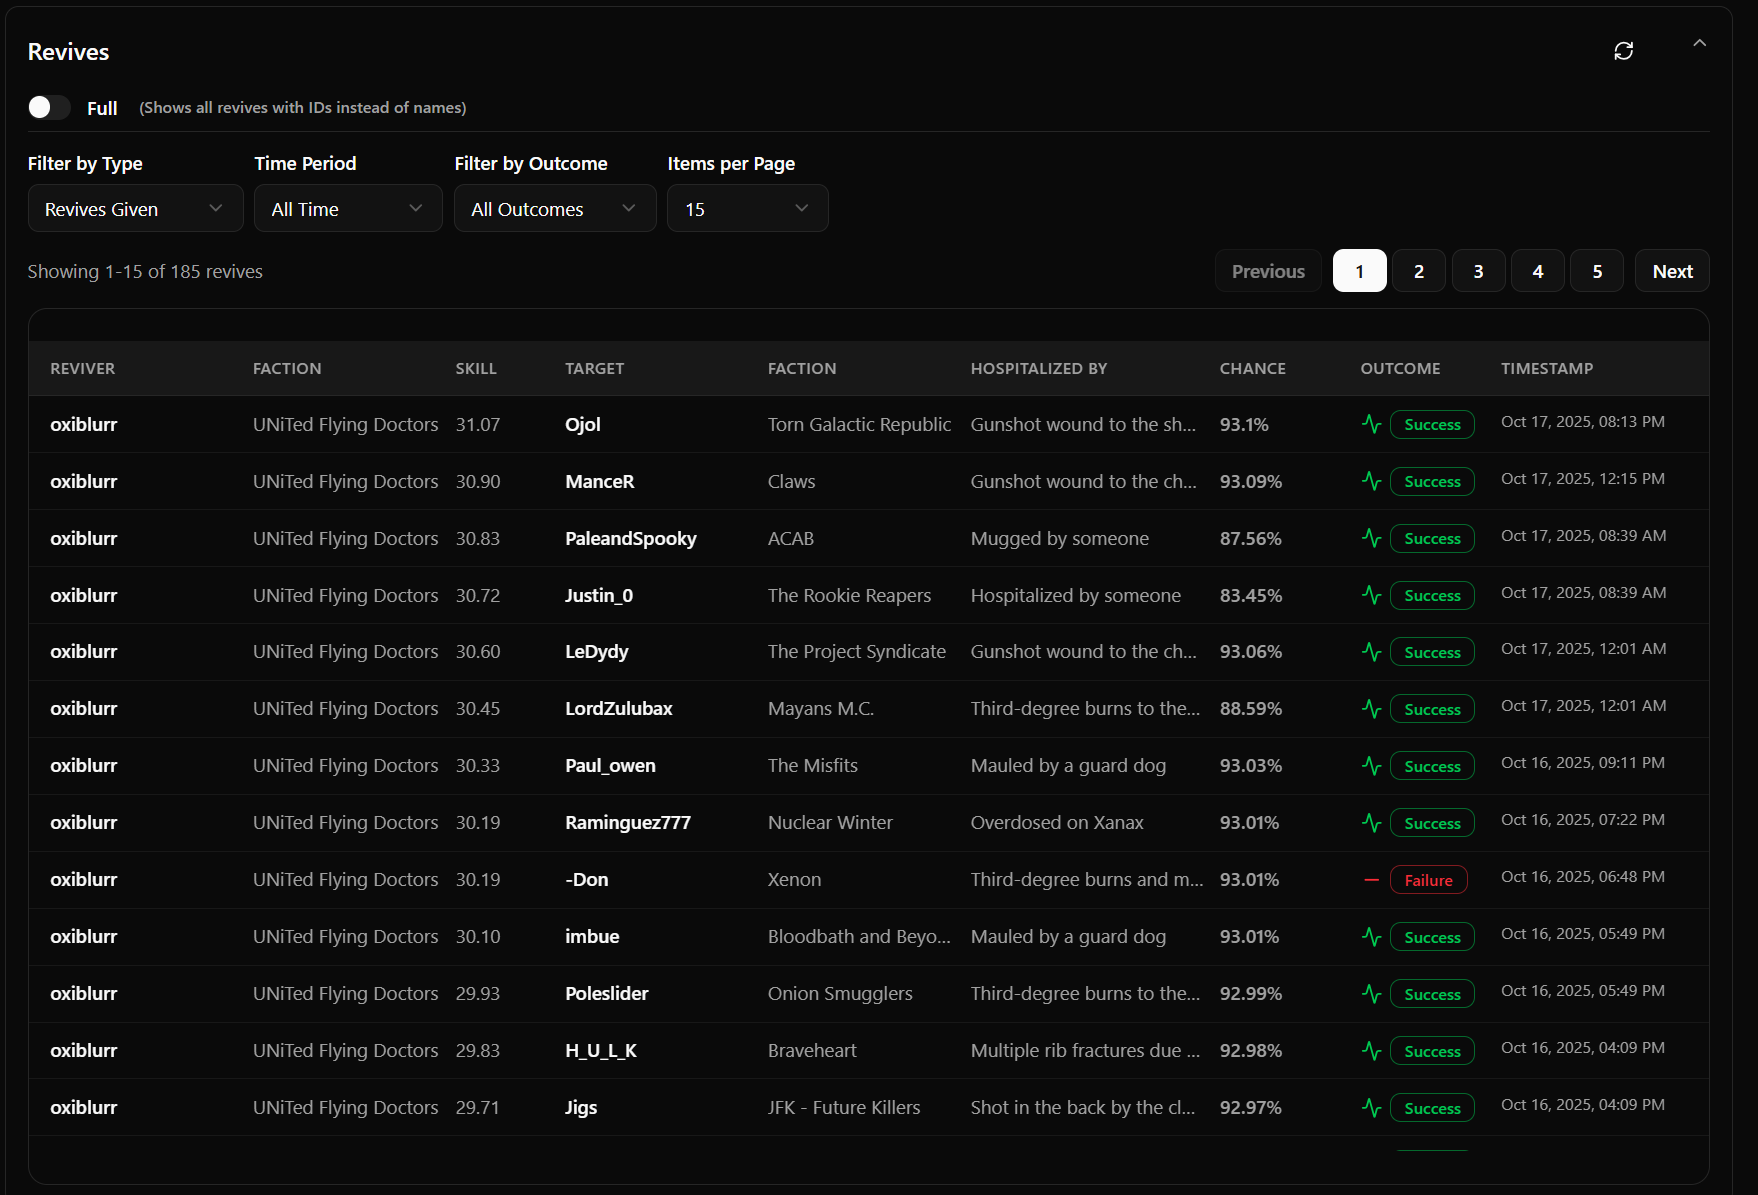 Revives
Full (Shows all revives with IDs instead of names)
Filter by Type Time Period Filter by Outcome Items per Page
Revives Given All Time All Outcomes 15
Showing 1-15 of 185 revives Previous 1 2 3 4 5 Next
REVIVER FACTION SKILL TARGET FACTION HOSPITALIZED BY CHANCE OUTCOME TIMESTAMP
oxiblurr UNiTed Flying Doctors 31.07 Ojol Torn Galactic Republic Gunshot wound to the sh... 93.1% Success Oct 17, 2025, 08:13 PM
oxiblurr UNiTed Flying Doctors 30.90 ManceR Claws Gunshot wound to the ch... 93.09% Success Oct 17, 2025, 12:15 PM
oxiblurr UNiTed Flying Doctors 30.83 PaleandSpooky ACAB Mugged by someone 87.56% Success Oct 17, 2025, 08:39 AM
oxiblurr UNiTed Flying Doctors 30.72 Justin_0 The Rookie Reapers Hospitalized by someone 83.45% Success Oct 17, 2025, 08:39 AM
oxiblurr UNiTed Flying Doctors 30.60 LeDydy The Project Syndicate Gunshot wound to the ch... 93.06% Success Oct 17, 2025, 12:01 AM
oxiblurr UNiTed Flying Doctors 30.45 LordZulubax Mayans M.C. Third-degree burns to the... 88.59% Success Oct 17, 2025, 12:01 AM
oxiblurr UNiTed Flying Doctors 30.33 Paul_owen The Misfits Mauled by a guard dog 93.03% Success Oct 16, 2025, 09:11 PM
oxiblurr UNiTed Flying Doctors 30.19 Raminguez777 Nuclear Winter Overdosed on Xanax 93.01% Success Oct 16, 2025, 07:22 PM
oxiblurr UNiTed Flying Doctors 30.19 -Don Xenon Third-degree burns and m... 93.01% Failure Oct 16, 2025, 06:48 PM
oxiblurr UNiTed Flying Doctors 30.10 imbue Bloodbath and Beyo... Mauled by a guard dog 93.01% Success Oct 16, 2025, 05:49 PM
oxiblurr UNiTed Flying Doctors 29.93 Poleslider Onion Smugglers Third-degree burns to the... 92.99% Success Oct 16, 2025, 05:49 PM
oxiblurr UNiTed Flying Doctors 29.83 H_U_L_K Braveheart Multiple rib fractures due ... 92.98% Success Oct 16, 2025, 04:09 PM
oxiblurr UNiTed Flying Doctors 29.71 Jigs JFK - Future Killers Shot in the back by the cl... 92.97% Success Oct 16, 2025, 04:09 PM